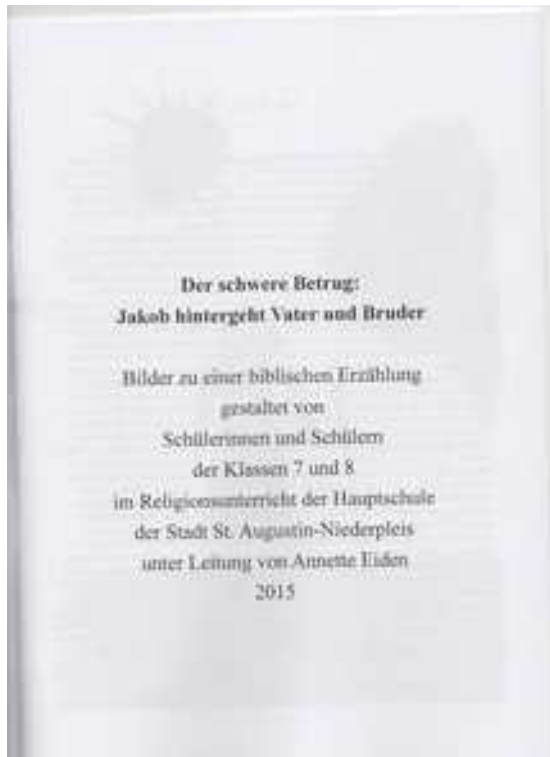 Der schwere Betrug:
Jakob hintergeht Vater und Bruder
Bilder zu einer biblischen Erzählung
gestaltet von
Schülerinnen und Schülern
der Klassen 7 und 8
im Religionsunterricht der Hauptschule
der Stadt St. Augustin-Niederpleis
unter Leitung von Annette Eiden
2015